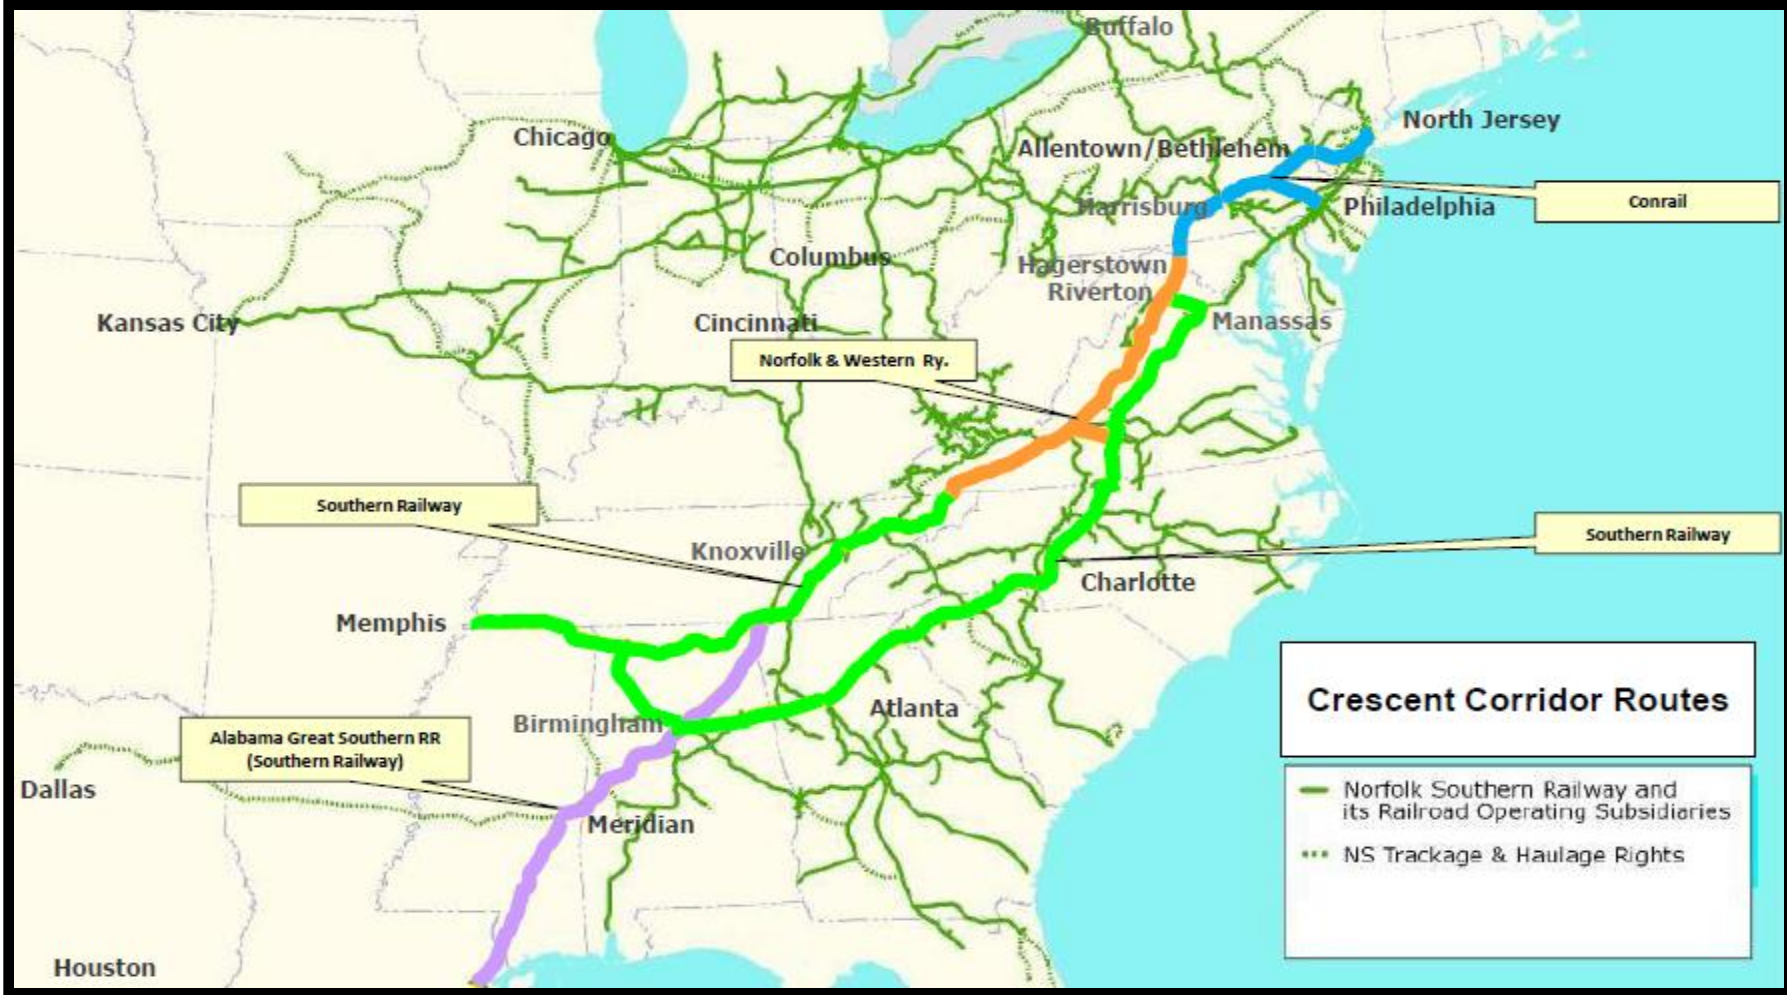 Buffalo
North Jersey
Chicago
Allentown/Bethlehem
Conrail
Harrisburg
Philadelphia
Columbus
Hagerstown
Riverton
Kansas City
Cincinnati
Manassas
Norfolk & Western Ry.
Southern Railway
Knoxville
Southern Railway
Charlotte
Memphis
Crescent Corridor Routes
Atlanta
Birmingham
Alabama Great Southern RR
(Southern Railway)
Dallas
Meridian
Norfolk Southern Railway and
its Railroad Operating Subsidiaries
NS Trackage & Haulage Rights
Houston